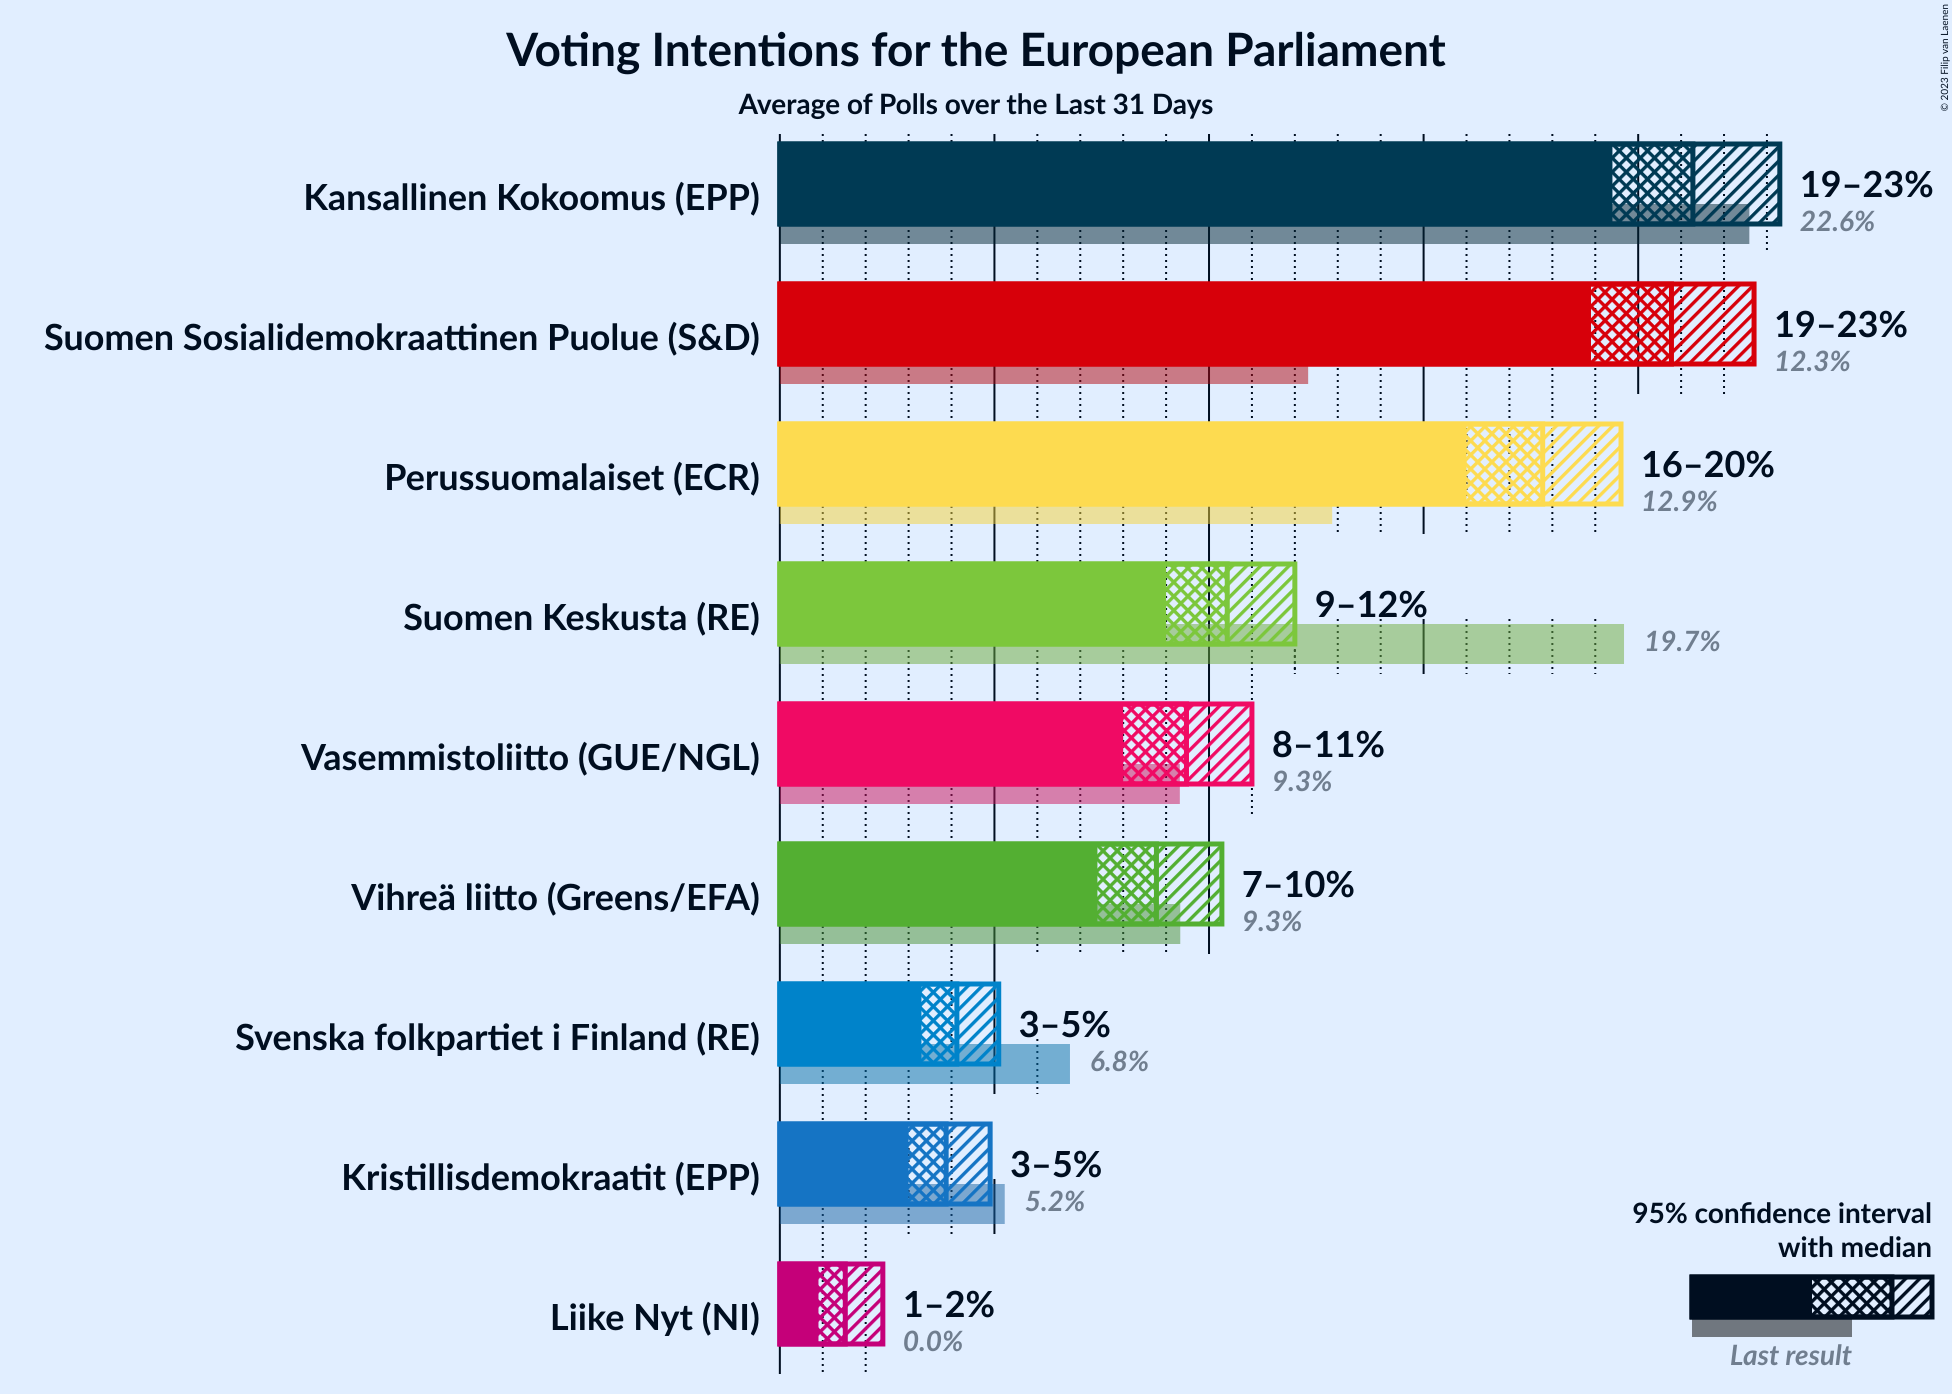 Voting Intentions for the European Parliament
Average of Polls over the Last 31 Days
© 2023 Filip van Laenen
Kansallinen Kokoomus (EPP)
19–23%
22.6%
Suomen Sosialidemokraattinen Puolue (S&D)
19–23%
12.3%
Perussuomalaiset (ECR)
16–20%
12.9%
Suomen Keskusta (RE)
9–12%
19.7%
Vasemmistoliitto (GUE/NGL)
8–11%
9.3%
Vihreä liitto (Greens/EFA)
7–10%
9.3%
Svenska folkpartiet i Finland (RE)
3–5%
6.8%
Kristillisdemokraatit (EPP)
3–5%
5.2%
Liike Nyt (NI)
1–2%
0.0%
95% confidence interval
with median
Last result